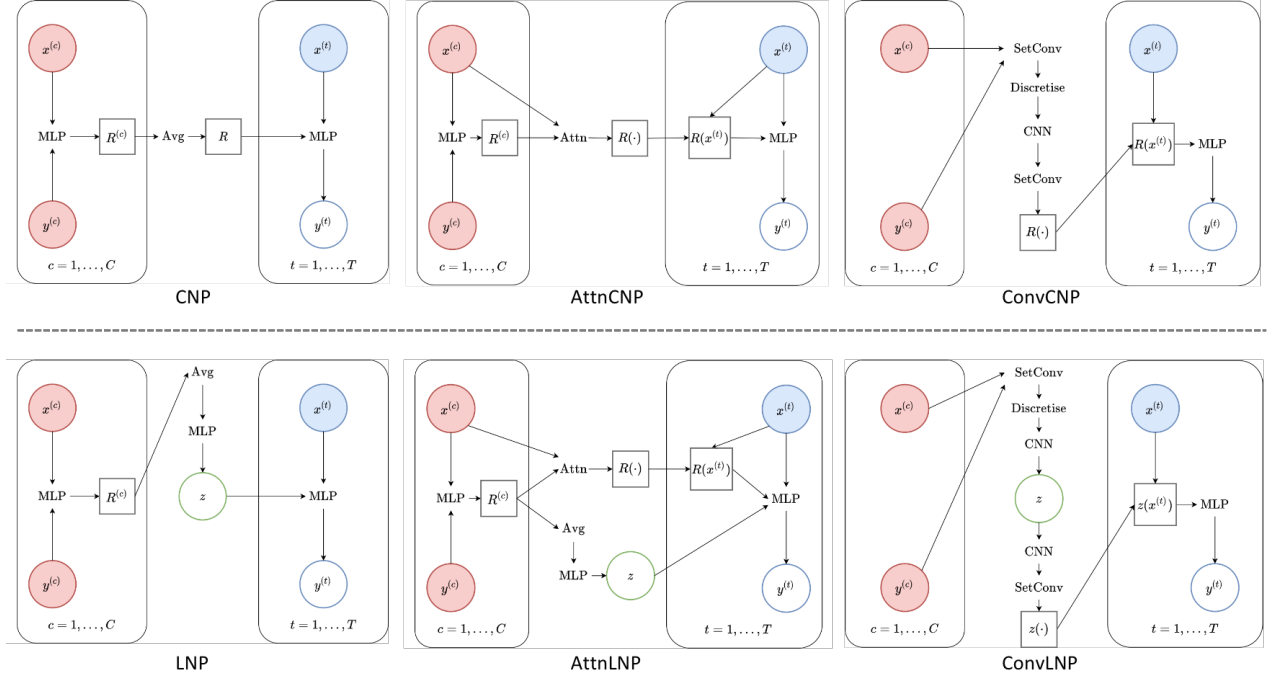 x^(c)
MLP
R^(c)
Avg
R
y^(c)
c = 1, . . . , C
x^(t)
MLP
y^(t)
t = 1, . . . , T
CNP
x^(c)
MLP
R^(c)
Attn
R(·)
y^(c)
c = 1, . . . , C
x^(t)
R(x^(t))
MLP
y^(t)
t = 1, . . . , T
AttnCNP
x^(c)
y^(c)
c = 1, . . . , C
SetConv
Discretise
CNN
SetConv
R(·)
x^(t)
R(x^(t))
MLP
y^(t)
t = 1, . . . , T
ConvCNP
x^(c)
MLP
R^(c)
y^(c)
c = 1, . . . , C
Avg
MLP
z
x^(t)
MLP
y^(t)
t = 1, . . . , T
LNP
x^(c)
MLP
R^(c)
y^(c)
c = 1, . . . , C
Attn
R(·)
Avg
MLP
z
x^(t)
R(x^(t))
MLP
y^(t)
t = 1, . . . , T
AttnLNP
x^(c)
y^(c)
c = 1, . . . , C
SetConv
Discretise
CNN
z
CNN
SetConv
z(·)
x^(t)
z(x^(t))
MLP
y^(t)
t = 1, . . . , T
ConvLNP